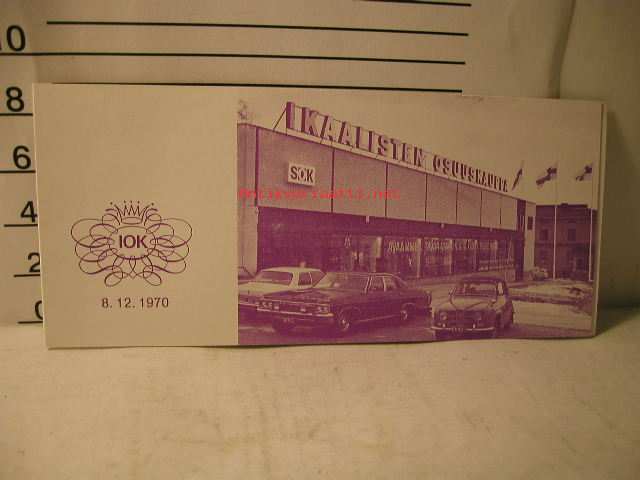 10
8
6
4
2
0
IOK
8. 12. 1970
IKAALISTEN OSUUSKAUPPA
SOK